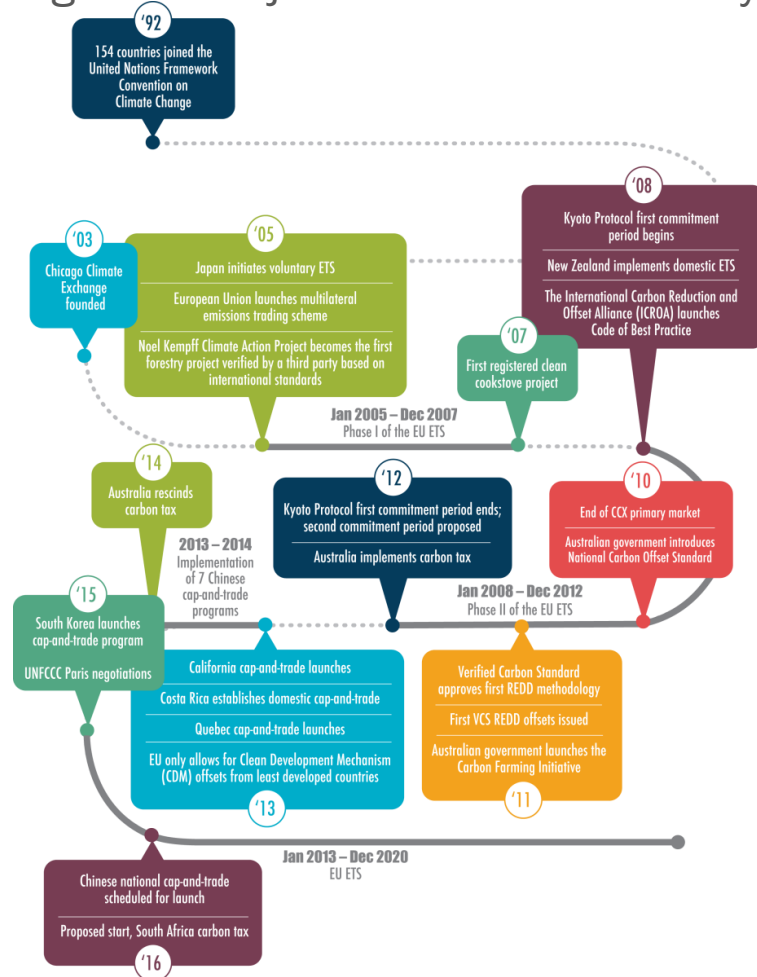 ‘92
154 countries joined the
United Nations Framework
Convention on
Climate Change
‘03
Chicago Climate
Exchange
founded
‘05
Japan initiates voluntary ETS
European Union launches multilateral
emissions trading scheme
Noel Kempff Climate Action Project becomes the first
forestry project verified by a third party based on
international standards
‘07
First registered clean
cookstove project
‘08
Kyoto Protocol first commitment
period begins
New Zealand implements domestic ETS
The International Carbon Reduction and
Offset Alliance (ICROA) launches
Code of Best Practice
Jan 2005 – Dec 2007
Phase I of the EU ETS
‘10
End of CCX primary market
Australian government introduces
National Carbon Offset Standard
Jan 2008 – Dec 2012
Phase II of the EU ETS
Verified Carbon Standard
approves first REDD methodology
First VCS REDD offsets issued
Australian government launches the
Carbon Farming Initiative
‘11
‘12
Kyoto Protocol first commitment period ends;
second commitment period proposed
Australia implements carbon tax
2013 – 2014
Implementation
of 7 Chinese
cap-and-trade
programs
California cap-and-trade launches
Costa Rica establishes domestic cap-and-trade
Quebec cap-and-trade launches
EU only allows for Clean Development Mechanism
(CDM) offsets from least developed countries
‘13
‘14
Australia rescinds
carbon tax
‘15
South Korea launches
cap-and-trade program
UNFCCC Paris negotiations
Jan 2013 – Dec 2020
EU ETS
Chinese national cap-and-trade
scheduled for launch
Proposed start, South Africa carbon tax
‘16